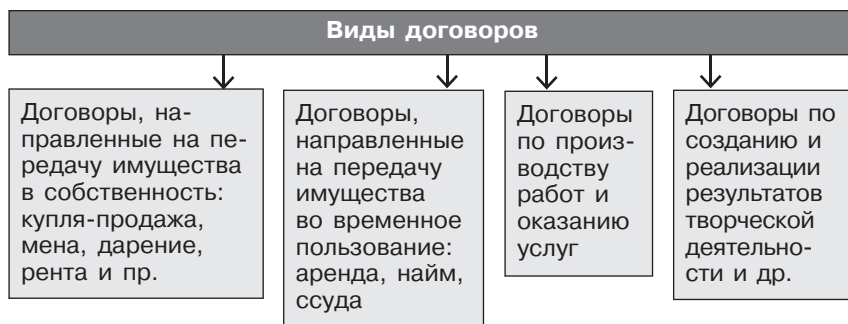 Виды договоров
Договоры, на-
правленные на пе-
редачу имущества
в собственность:
купля-продажа,
мена, дарение,
рента и пр.
Договоры,
направленные
на передачу
имущества
во временное
пользование:
аренда, найм,
ссуда
Договоры
по произ-
водству
работ и
оказанию
услуг
Договоры по
созданию и
реализации
результатов
творческой
деятельно-
сти и др.